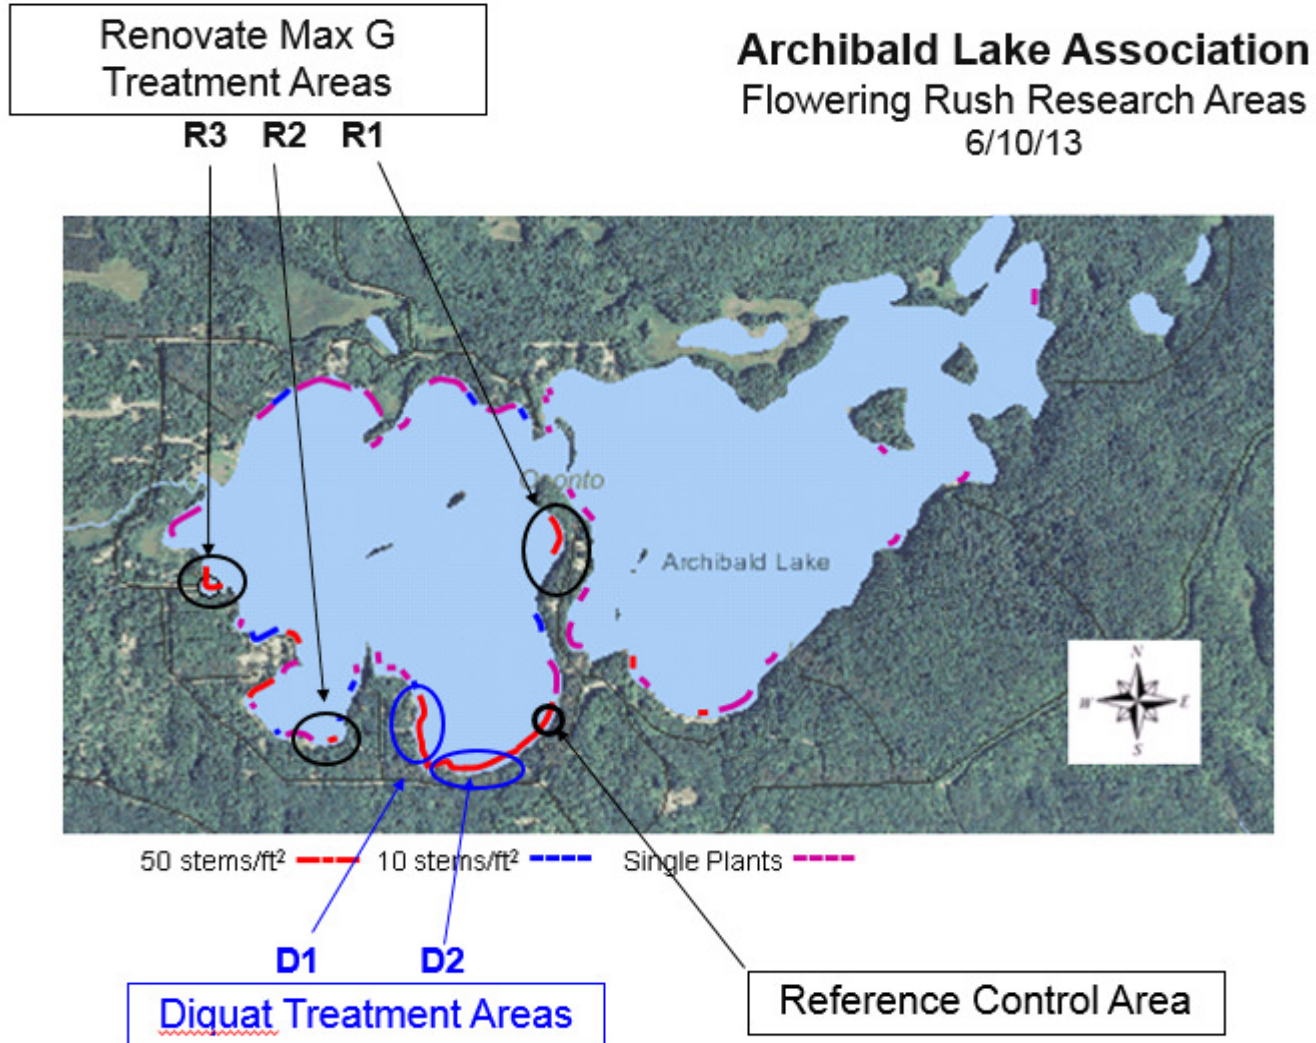 Renovate Max G
Treatment Areas
R3 R2 R1
Archibald Lake Association
Flowering Rush Research Areas
6/10/13
Oconto
Archibald Lake
N
W E
S
50 stems/ft² 10 stems/ft² Single Plants
D1 D2
Diquat Treatment Areas
Reference Control Area